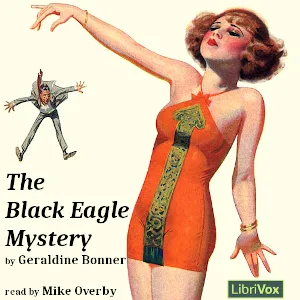 The
Black Eagle
Mystery
by Geraldine Bonner
read by Mike Overby
LibriVox